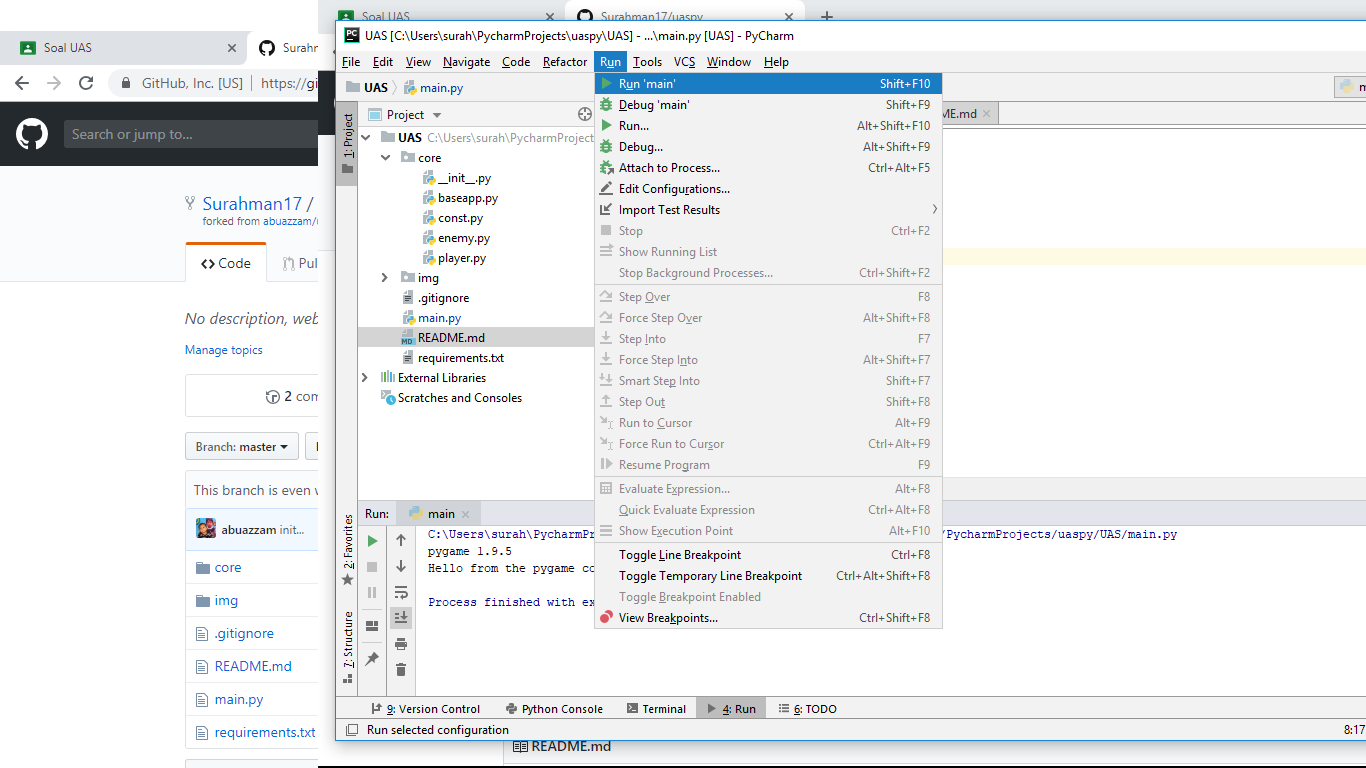 Soal UAS
Surahman17/uaspy
Soal UAS
Surahm
GitHub, Inc. [US]
https://gi
Search or jump to...
Surahman17 /
forked from abuazzam/
Code
Pul
No description, web
Manage topics
2 com
Branch: master
This branch is even
abuazzam init...
core
img
.gitignore
README.md
main.py
requirements.txt
PC
UAS [C:\Users\surah\PycharmProjects\uaspy\UAS] - ...\main.py [UAS] - PyCharm
File Edit View Navigate Code Refactor Run Tools VCS Window Help
UAS main.py
m
1: Project
Project
ME.md
UAS C:\Users\surah\PycharmProject
core
__init__.py
baseapp.py
const.py
enemy.py
player.py
img
.gitignore
main.py
MD README.md
requirements.txt
External Libraries
Scratches and Consoles
Run 'main' Shift+F10
Debug 'main' Shift+F9
Run... Alt+Shift+F10
Debug... Alt+Shift+F9
Attach to Process... Ctrl+Alt+F5
Edit Configurations...
Import Test Results
Stop Ctrl+F2
Show Running List
Stop Background Processes... Ctrl+Shift+F2
Step Over F8
Force Step Over Alt+Shift+F8
Step Into F7
Force Step Into Alt+Shift+F7
Smart Step Into Shift+F7
Step Out Shift+F8
Run to Cursor Alt+F9
Force Run to Cursor Ctrl+Alt+F9
Resume Program F9
Evaluate Expression... Alt+F8
Quick Evaluate Expression Ctrl+Alt+F8
Show Execution Point Alt+F10
Toggle Line Breakpoint Ctrl+F8
Toggle Temporary Line Breakpoint Ctrl+Alt+Shift+F8
Toggle Breakpoint Enabled
View Breakpoints... Ctrl+Shift+F8
2: Favorites
7: Structure
Run: main
C:\Users\surah\PycharmPr
/PycharmProjects/uaspy/UAS/main.py
pygame 1.9.5
Hello from the pygame co
Process finished with ex
9: Version Control
Python Console
Terminal
4: Run
6: TODO
Run selected configuration
8:17
README.md